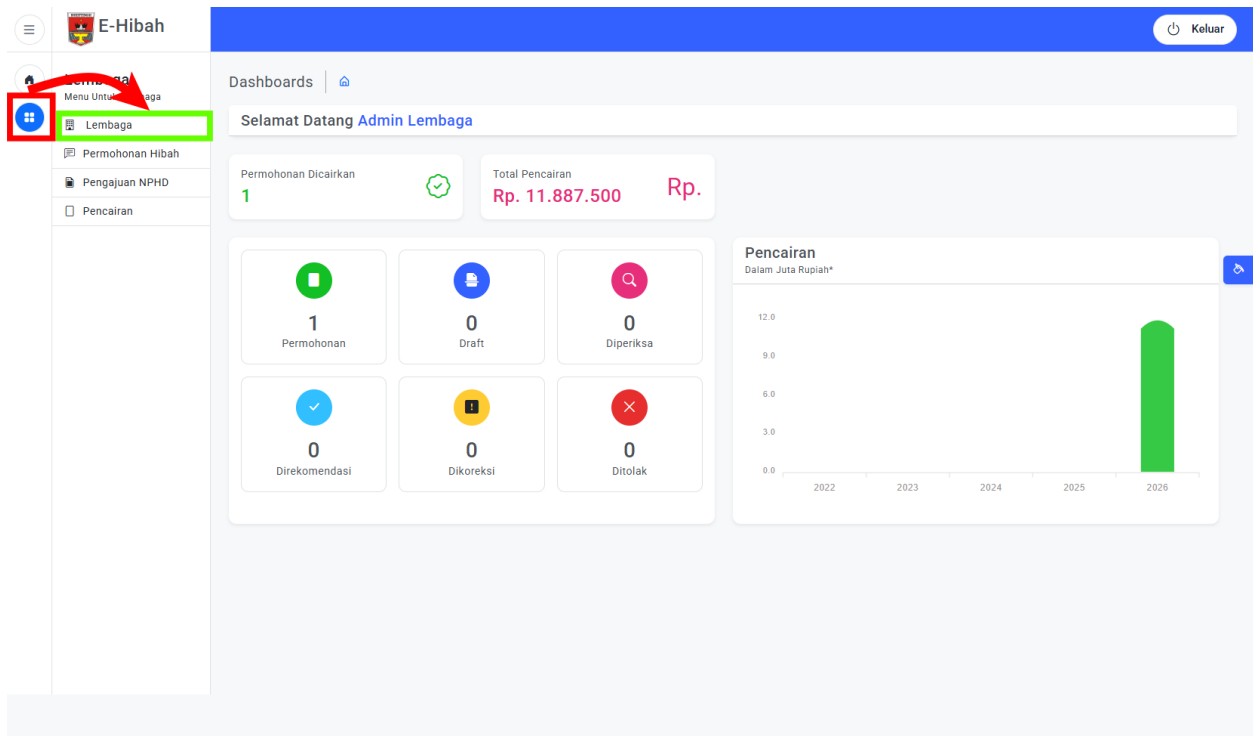 E-Hibah
Keluar
Menu Untuk
Lembaga
Permohonan Hibah
Pengajuan NPHD
Pencairan
Dashboards
Selamat Datang Admin Lembaga
Permohonan Dicairkan
1
Total Pencairan
Rp. 11.887.500
Rp.
1
Permohonan
0
Draft
0
Diperiksa
0
Direkomendasi
0
Dikoreksi
0
Ditolak
Pencairan
Dalam Juta Rupiah*
12.0
9.0
6.0
3.0
0.0
2022
2023
2024
2025
2026